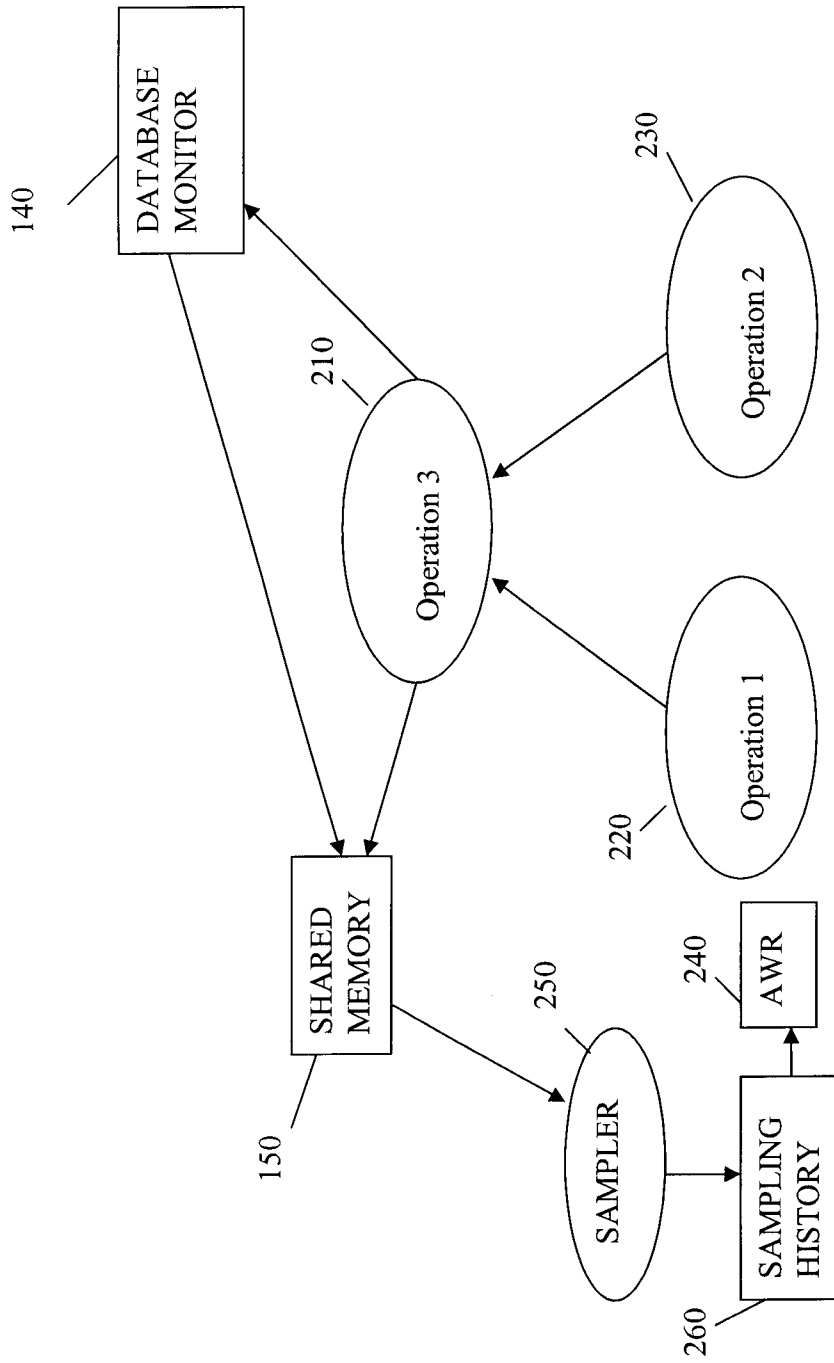 140
DATABASE
MONITOR
210
Operation 3
230
Operation 2
220
Operation 1
150
SHARED
MEMORY
250
SAMPLER
240
AWR
260
SAMPLING
HISTORY